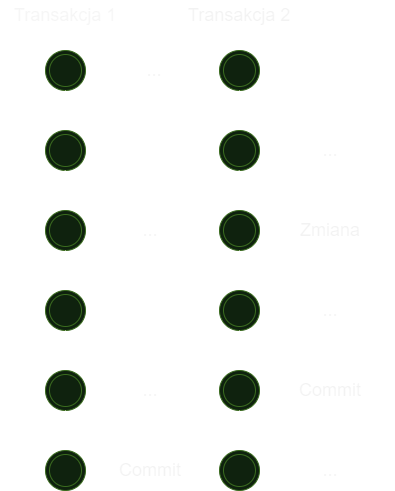 Transakcja 1 Transakcja 2
...
...
... Zmiana
...
... Commit
Commit ...